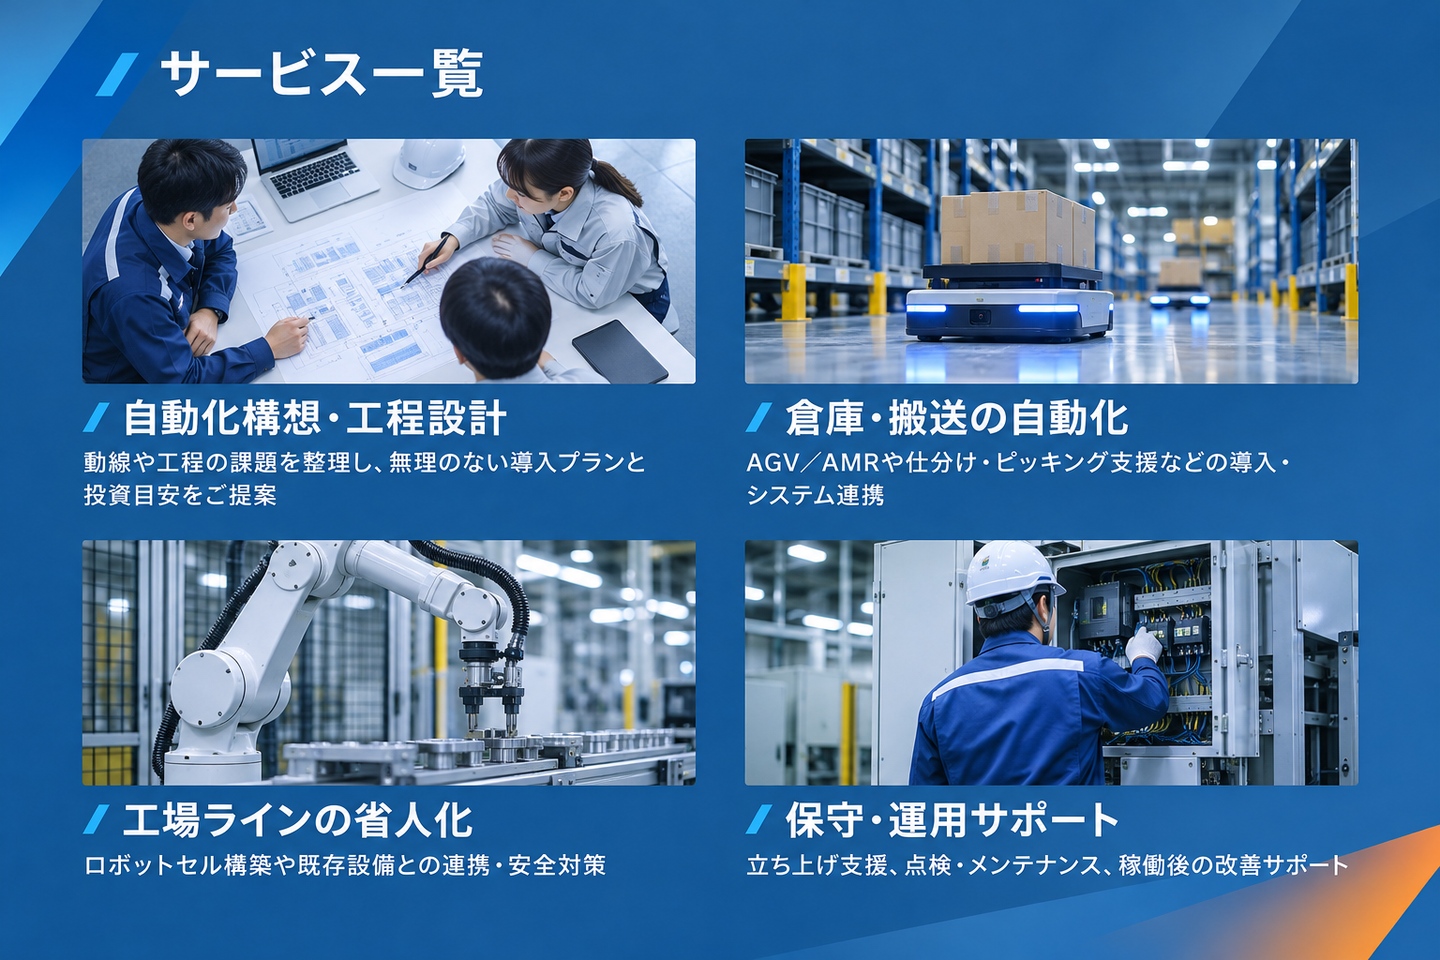 サービス一覧
自動化構想・工程設計
動線や工程の課題を整理し、無理のない導入プランと
投資目安をご提案
倉庫・搬送の自動化
AGV／AMRや仕分け・ピッキング支援などの導入・
システム連携
工場ラインの省人化
ロボットセル構築や既存設備との連携・安全対策
保守・運用サポート
立ち上げ支援、点検・メンテナンス、稼働後の改善サポート